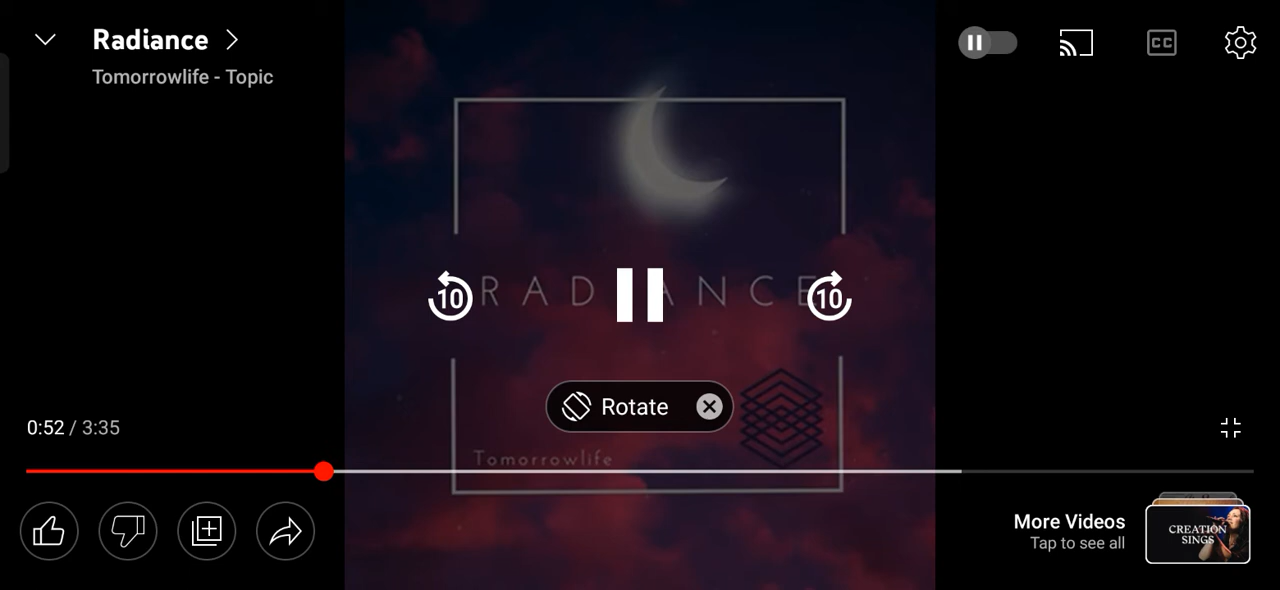 Radiance
Tomorrowlife - Topic
CC
RADIANCE
10
10
Rotate
0:52 / 3:35
Tomorrowlife
More Videos
Tap to see all
CREATION
SINGS